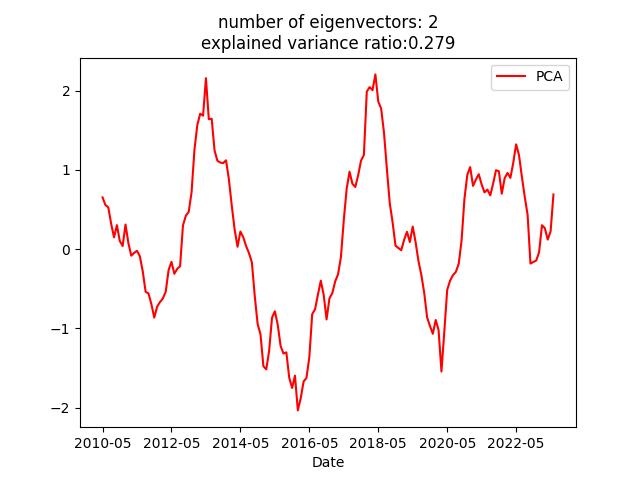 number of eigenvectors: 2
explained variance ratio:0.279
PCA
2
1
0
−1
−2
2010-05 2012-05 2014-05 2016-05 2018-05 2020-05 2022-05
Date